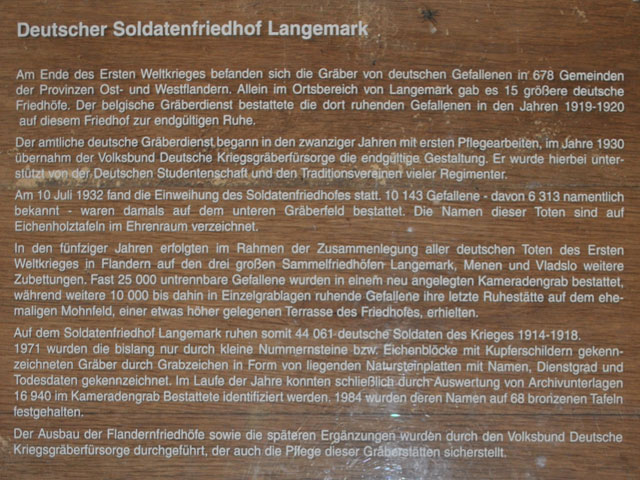 Deutscher Soldatenfriedhof Langemark
Am Ende des Ersten Weltkrieges befanden sich die Gräber von deutschen Gefallenen in 678 Gemeinden
der Provinzen Ost- und Westflandern. Allein im Ortsbereich von Langemark gab es 15 größere deutsche
Friedhöfe. Der belgische Gräberdienst bestattete die dort ruhenden Gefallenen in den Jahren 1919-1920
auf diesem Friedhof zur endgültigen Ruhe.
Der amtliche deutsche Gräberdienst begann in den zwanziger Jahren mit ersten Pflegearbeiten, im Jahre 1930
übernahm der Volksbund Deutsche Kriegsgräberfürsorge die endgültige Gestaltung. Er wurde hierbei unter-
stützt von der Deutschen Studentenschaft und den Traditionsvereinen vieler Regimenter.
Am 10 Juli 1932 fand die Einweihung des Soldatenfriedhofes statt. 10 143 Gefallene - davon 6 313 namentlich
bekannt - waren damals auf dem unteren Gräberfeld bestattet. Die Namen dieser Toten sind auf
Eichenholztafeln im Ehrenraum verzeichnet.
In den fünfziger Jahren erfolgten im Rahmen der Zusammenlegung aller deutschen Toten des Ersten
Weltkrieges in Flandern auf den drei großen Sammelfriedhöfen Langemark, Menen und Vladslo weitere
Zubettungen. Fast 25 000 untrennbare Gefallene wurden in einem neu angelegten Kameradengrab bestattet,
während weitere 10 000 bis dahin in Einzelgrablagen ruhende Gefallene ihre letzte Ruhestätte auf dem ehe-
maligen Mohnfeld, einer etwas höher gelegenen Terrasse des Friedhofes, erhielten.
Auf dem Soldatenfriedhof Langemark ruhen somit 44 061 deutsche Soldaten des Krieges 1914-1918.
1971 wurden die bislang nur durch kleine Nummernsteine bzw. Eichenblöcke mit Kupferschildern gekenn-
zeichneten Gräber durch Grabzeichen in Form von liegenden Natursteinplatten mit Namen, Dienstgrad und
Todesdaten gekennzeichnet. Im Laufe der Jahre konnten schließlich durch Auswertung von Archivunterlagen
16 940 im Kameradengrab Bestattete identifiziert werden. 1984 wurden deren Namen auf 68 bronzenen Tafeln
festgehalten.
Der Ausbau der Flandernfriedhöfe sowie die späteren Ergänzungen wurden durch den Volksbund Deutsche
Kriegsgräberfürsorge durchgeführt, der auch die Pflege dieser Gräberstätten sicherstellt.